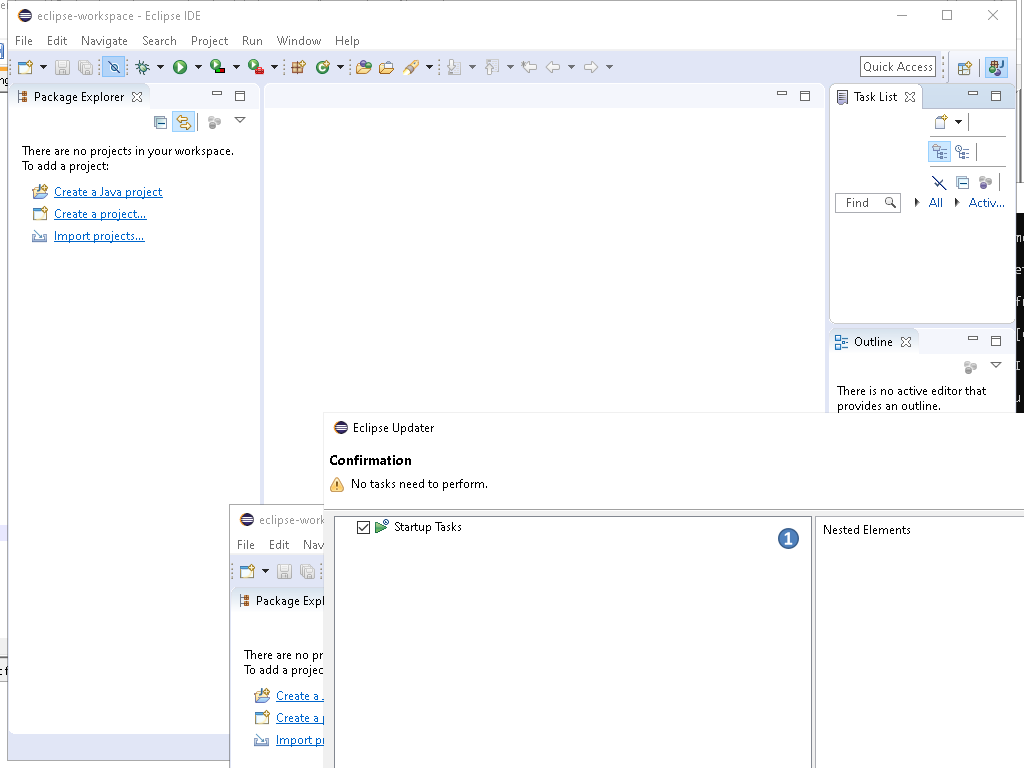 eclipse-workspace - Eclipse IDE
File Edit Navigate Search Project Run Window Help
Quick Access
Package Explorer
There are no projects in your workspace.
To add a project:
Create a Java project
Create a project...
Import projects...
Task List
Find
All
Activ...
Outline
There is no active editor that
provides an outline.
Eclipse Updater
Confirmation
No tasks need to perform.
Startup Tasks
1
Nested Elements
eclipse-work
File Edit Nav
Package Expl
There are no pr
To add a projec
Create a
Create a p
Import pr